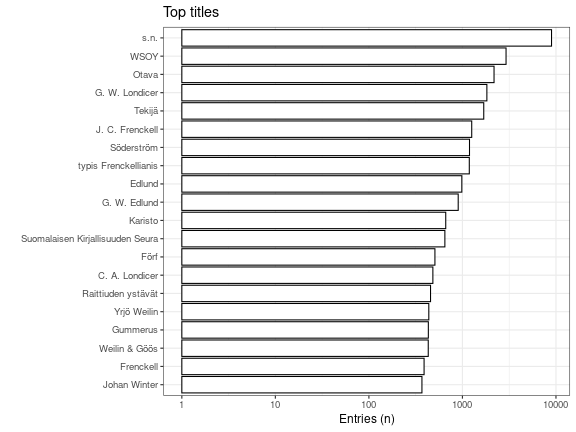 Top titles
s.n.
WSOY
Otava
G. W. Londicer
Tekijä
J. C. Frenckell
Söderström
typis Frenckellianis
Edlund
G. W. Edlund
Karisto
Suomalaisen Kirjallisuuden Seura
Förf
C. A. Londicer
Raittiuden ystävät
Yrjö Weilin
Gummerus
Weilin & Göös
Frenckell
Johan Winter
1 10 100 1000 10000
Entries (n)